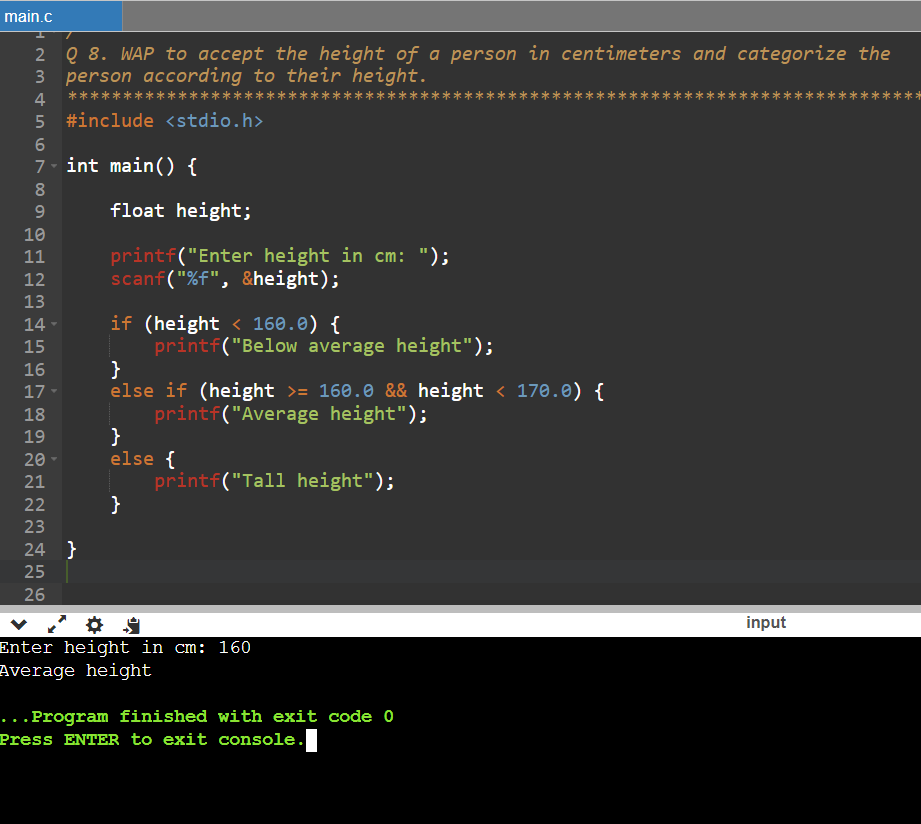 main.c
1 /
2 Q 8. WAP to accept the height of a person in centimeters and categorize the
3 person according to their height.
4 ******************************************************************************
5 #include <stdio.h>
6
7 int main() {
8
9 float height;
10
11 printf("Enter height in cm: ");
12 scanf("%f", &height);
13
14 if (height < 160.0) {
15 printf("Below average height");
16 }
17 else if (height >= 160.0 && height < 170.0) {
18 printf("Average height");
19 }
20 else {
21 printf("Tall height");
22 }
23
24 }
25
26
input
Enter height in cm: 160
Average height
...Program finished with exit code 0
Press ENTER to exit console.